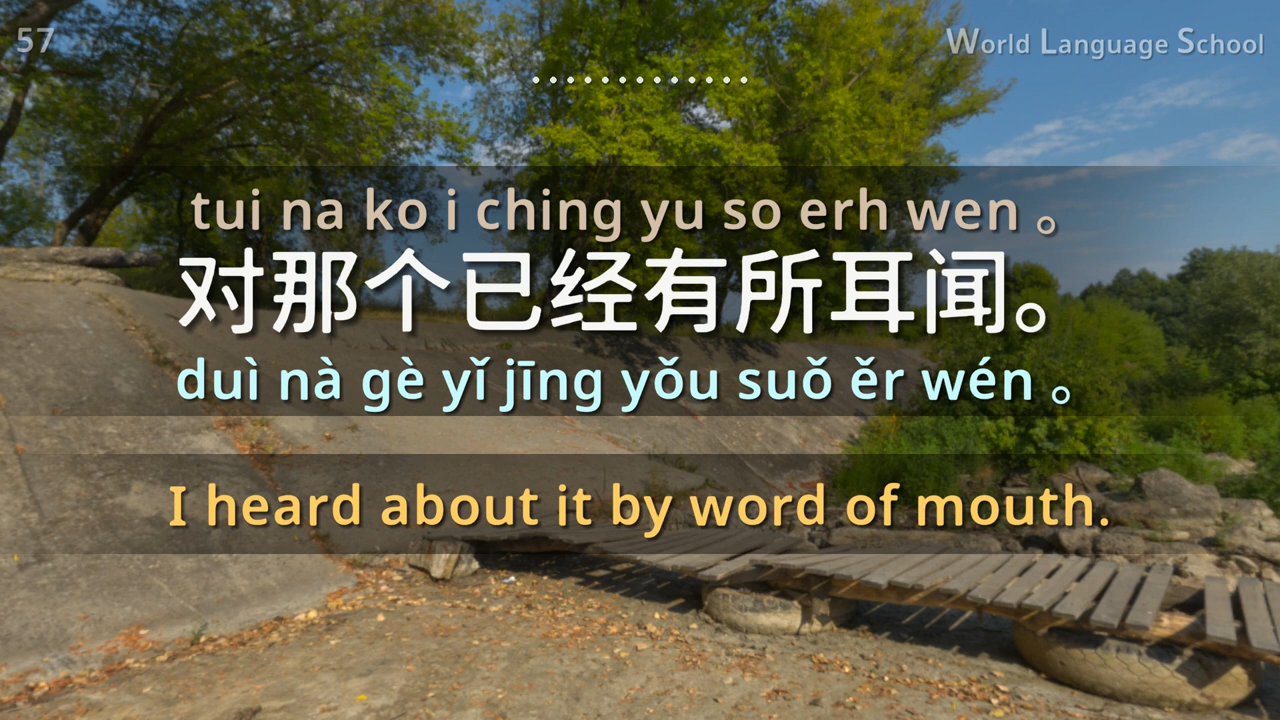 57
World Language School
tui na ko i ching yu so erh wen 。
对那个已经有所耳闻。
duì nà gè yǐ jīng yǒu suǒ ěr wén 。
I heard about it by word of mouth.